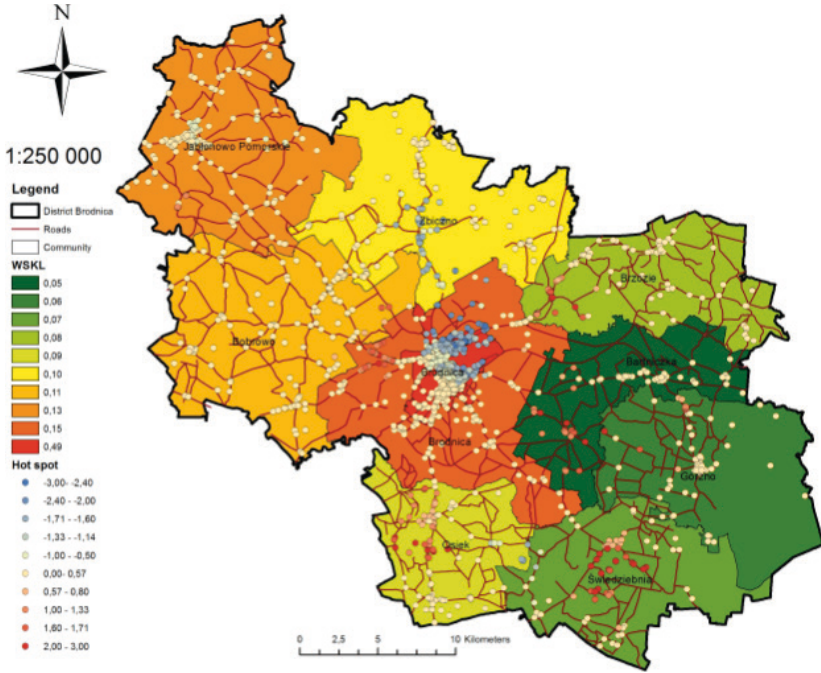 N
1:250 000
Legend
District Brodnica
Roads
Community
WSKL
0,05
0,06
0,07
0,08
0,09
0,10
0,11
0,13
0,15
0,49
Hot spot
-3,00- -2,40
-2,40 - -2,00
-1,71 - -1,60
-1,33 - -1,14
-1,00 - -0,50
0,00- 0,57
0,57 - 0,80
1,00 - 1,33
1,60 - 1,71
2,00 - 3,00
Jabłonowo Pomorskie
Zbiczno
Brzozie
Bobrowo
Bartniczka
Brodnica
Brodnica
Górzno
Osiek
Świedziebnia
0 2,5 5 10 Kilometers